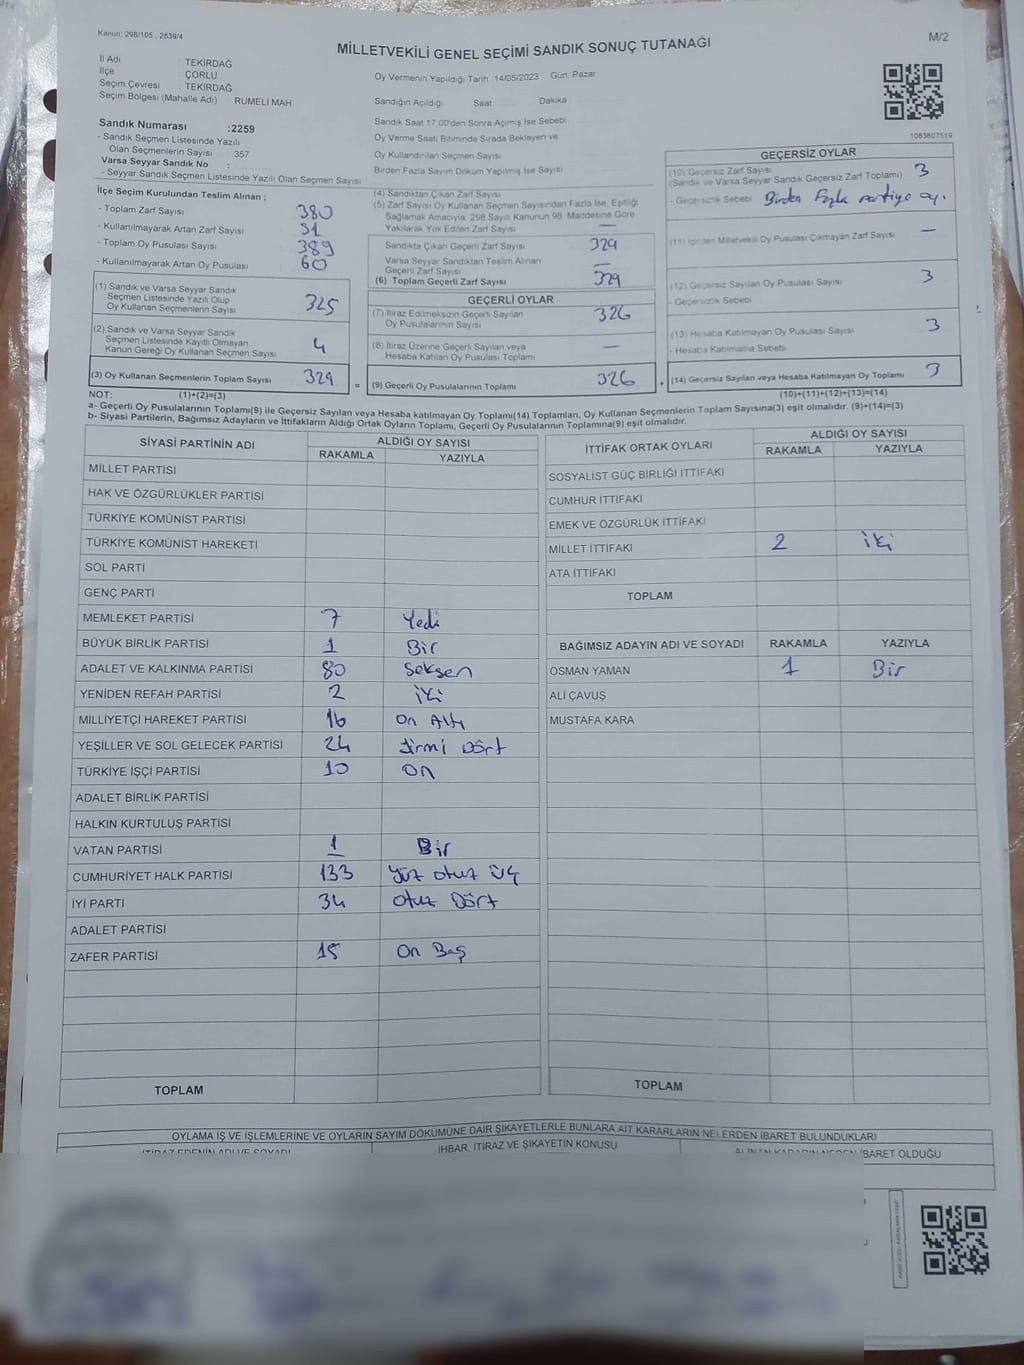 Kanun: 298/105 , 2839/4
MİLLETVEKİLİ GENEL SEÇİMİ SANDIK SONUÇ TUTANAĞI
M/2
İl Adı : TEKİRDAĞ
İlçe : ÇORLU
Seçim Çevresi : TEKİRDAĞ
Seçim Bölgesi (Mahalle Adı) RUMELİ MAH.
Sandık Numarası :2259
- Sandık Seçmen Listesinde Yazılı
Olan Seçmenlerin Sayısı 357
Varsa Seyyar Sandık No :
- Seyyar Sandık Seçmen Listesinde Yazılı Olan Seçmen Sayısı:
Oy Vermenin Yapıldığı Tarih :14/05/2023 Gün: Pazar
Sandığın Açıldığı Saat Dakika
Sandık Saat 17:00'den Sonra Açımış İse Sebebi
Oy Verme Saati Bitiminde Sırada Bekleyen ve
Oy Kullandırılan Seçmen Sayısı
Birden Fazla Sayım Döküm Yapılmış İse Sayısı
1083807519
İlçe Seçim Kurulundan Teslim Alınan ;
- Toplam Zarf Sayısı 380
- Kullanılmayarak Artan Zarf Sayısı 51
- Toplam Oy Pusulası Sayısı 389
- Kullanılmayarak Artan Oy Pusulası 60
(1) Sandık ve Varsa Seyyar Sandık
Seçmen Listesinde Yazılı Olup
Oy Kullanan Seçmenlerin Sayısı 325
(2) Sandık ve Varsa Seyyar Sandık
Seçmen Listesinde Kayıtlı Olmayan
Kanun Gereği Oy Kullanan Seçmen Sayısı 4
(3) Oy Kullanan Seçmenlerin Toplam Sayısı 329
(4) Sandıktan Çıkan Zarf Sayısı
(5) Zarf Sayısı Oy Kullanan Seçmen Sayısından Fazla İse, Eşitliği
Sağlamak Amacıyla, 298 Sayılı Kanunun 98. Maddesine Göre
Yakılarak Yok Edilen Zarf Sayısı —
Sandıkta Çıkan Geçerli Zarf Sayısı 329
Varsa Seyyar Sandıktan Teslim Alınan
Geçerli Zarf Sayısı —
(6) Toplam Geçerli Zarf Sayısı 329
GEÇERLİ OYLAR
(7) İtiraz Edilmeksizin Geçerli Sayılan
Oy Pusulalarının Sayısı 326
(8) İtiraz Üzerine Geçerli Sayılan veya
Hesaba Katılan Oy Pusulası Toplamı —
= (9) Geçerli Oy Pusulalarının Toplamı 326
GEÇERSİZ OYLAR
(10) Geçersiz Zarf Sayısı 3
(Sandık ve Varsa Seyyar Sandık Geçersiz Zarf Toplamı)
- Geçersizlik Sebebi Birden Fazla partiye oy.
(11) İçinden Milletvekili Oy Pusulası Çıkmayan Zarf Sayısı —
(12) Geçersiz Sayılan Oy Pusulası Sayısı 3
- Geçersizlik Sebebi
(13) Hesaba Katılmayan Oy Pusulası Sayısı 3
- Hesaba Katılmama Sebebi
+ (14) Geçersiz Sayılan veya Hesaba Katılmayan Oy Toplamı 3
NOT: (1)+(2)=(3)
(10)+(11)+(12)+(13)=(14)
a- Geçerli Oy Pusulalarının Toplamı(9) ile Geçersiz Sayılan veya Hesaba katılmayan Oy Toplamı(14) Toplamları, Oy Kullanan Seçmenlerin Toplam Sayısına(3) eşit olmalıdır. (9)+(14)=(3)
b- Siyasi Partilerin, Bağımsız Adayların ve İttifakların Aldığı Ortak Oyların Toplamı, Geçerli Oy Pusulalarının Toplamına(9) eşit olmalıdır.
SİYASİ PARTİNİN ADI ALDIĞI OY SAYISI
RAKAMLA YAZIYLA
MİLLET PARTİSİ
HAK VE ÖZGÜRLÜKLER PARTİSİ
TÜRKİYE KOMÜNİST PARTİSİ
TÜRKİYE KOMÜNİST HAREKETİ
SOL PARTİ
GENÇ PARTİ
MEMLEKET PARTİSİ 7 Yedi
BÜYÜK BİRLİK PARTİSİ 1 Bir
ADALET VE KALKINMA PARTİSİ 80 Seksen
YENİDEN REFAH PARTİSİ 2 iki
MİLLİYETÇİ HAREKET PARTİSİ 16 On Altı
YEŞİLLER VE SOL GELECEK PARTİSİ 24 yirmi Dört
TÜRKİYE İŞÇİ PARTİSİ 10 On
ADALET BİRLİK PARTİSİ
HALKIN KURTULUŞ PARTİSİ
VATAN PARTİSİ 1 Bir
CUMHURİYET HALK PARTİSİ 133 Yüz otuz üç
İYİ PARTİ 34 otuz Dört
ADALET PARTİSİ
ZAFER PARTİSİ 15 On Beş
TOPLAM
İTTİFAK ORTAK OYLARI ALDIĞI OY SAYISI
RAKAMLA YAZIYLA
SOSYALİST GÜÇ BİRLİĞİ İTTİFAKI
CUMHUR İTTİFAKI
EMEK VE ÖZGÜRLÜK İTTİFAKI
MİLLET İTTİFAKI 2 iki
ATA İTTİFAKI
TOPLAM
BAĞIMSIZ ADAYIN ADI VE SOYADI RAKAMLA YAZIYLA
OSMAN YAMAN 1 Bir
ALİ ÇAVUŞ
MUSTAFA KARA
TOPLAM
OYLAMA İŞ VE İŞLEMLERİNE VE OYLARIN SAYIM DÖKÜMÜNE DAİR ŞİKAYETLERLE BUNLARA AİT KARARLARIN NELERDEN İBARET BULUNDUKLARI
İTİRAZ EDENİN ADI VE SOYADI İHBAR, İTİRAZ VE ŞİKAYETİN KONUSU ALINAN KARARIN NEDEN İBARET OLDUĞU